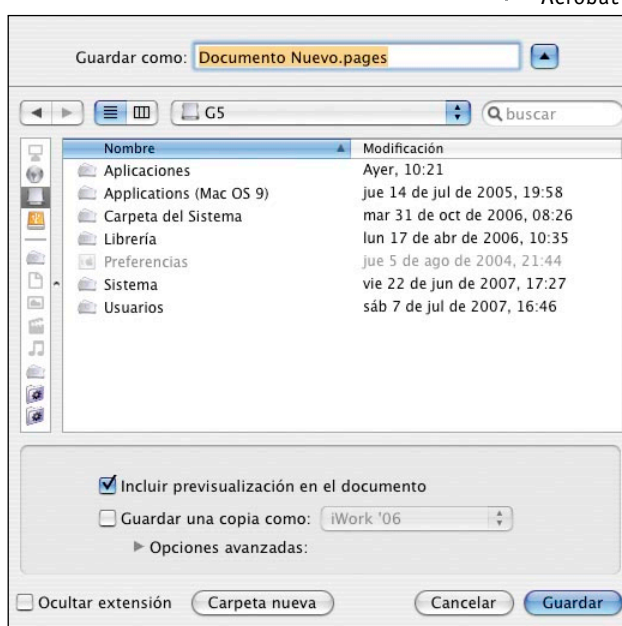 Acrobat
Guardar como: Documento Nuevo.pages
G5 buscar
Nombre Modificación
Aplicaciones Ayer, 10:21
Applications (Mac OS 9) jue 14 de jul de 2005, 19:58
Carpeta del Sistema mar 31 de oct de 2006, 08:26
Librería lun 17 de abr de 2006, 10:35
Preferencias jue 5 de ago de 2004, 21:44
Sistema vie 22 de jun de 2007, 17:27
Usuarios sáb 7 de jul de 2007, 16:46
Incluir previsualización en el documento
Guardar una copia como: iWork '06
Opciones avanzadas:
Ocultar extensión Carpeta nueva Cancelar Guardar